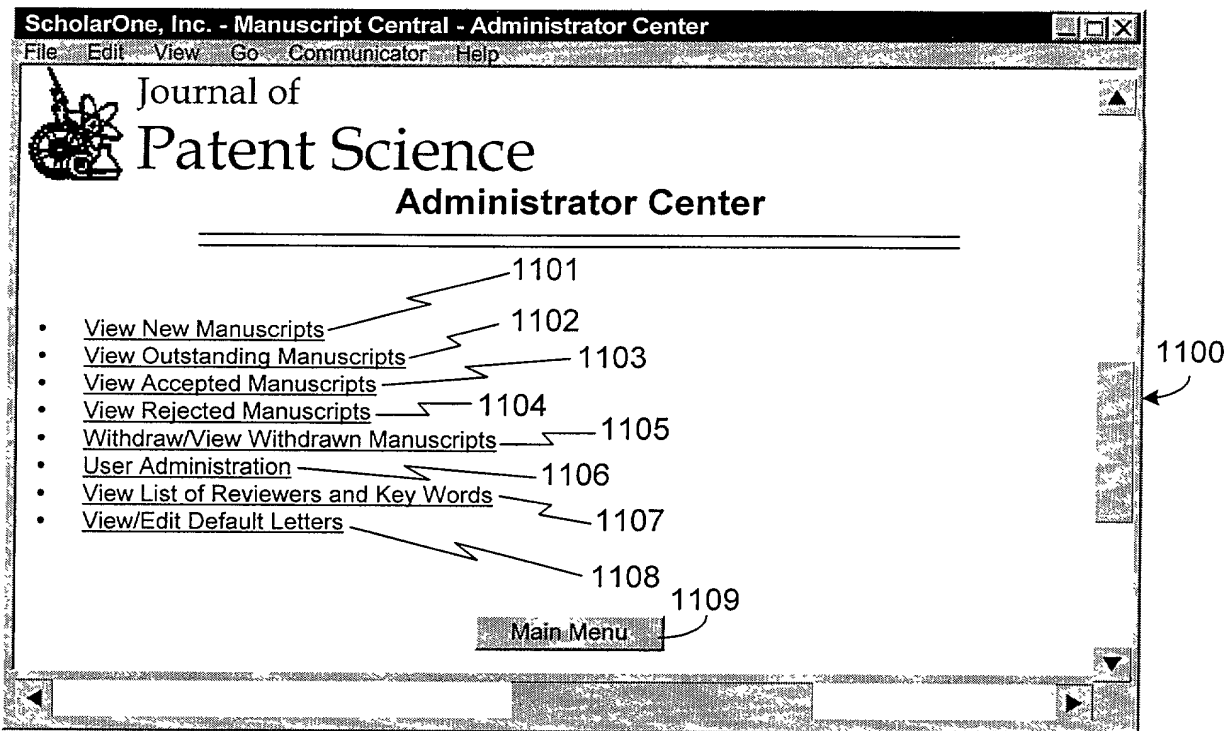 ScholarOne, Inc. - Manuscript Central - Administrator Center
File Edit View Go Communicator Help
Journal of
Patent Science
Administrator Center
1101
• View New Manuscripts
1102
• View Outstanding Manuscripts
1103
• View Accepted Manuscripts
1100
• View Rejected Manuscripts
1104
• Withdraw/View Withdrawn Manuscripts
1105
• User Administration
1106
• View List of Reviewers and Key Words
1107
• View/Edit Default Letters
1108
1109
Main Menu